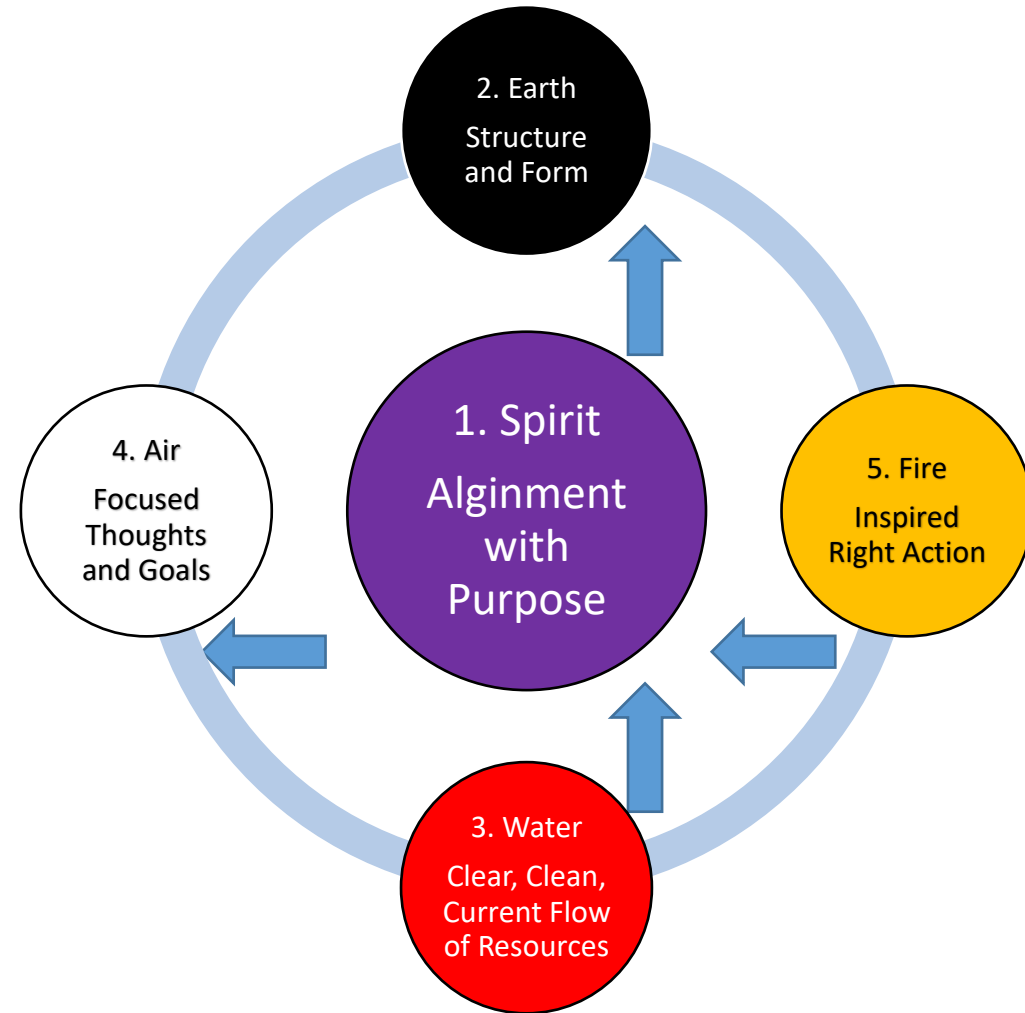 1. Spirit
Alginment
with
Purpose
2. Earth
Structure
and Form
3. Water
Clear, Clean,
Current Flow
of Resources
4. Air
Focused
Thoughts
and Goals
5. Fire
Inspired
Right Action